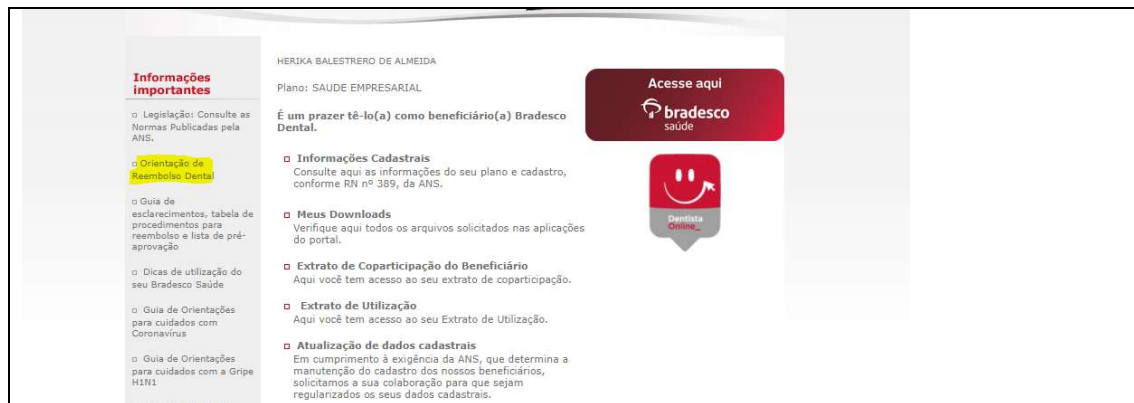 Informações
importantes
▫ Legislação: Consulte as
Normas Publicadas pela
ANS.
▫ Orientação de
Reembolso Dental
▫ Guia de
esclarecimentos, tabela de
procedimentos para
reembolso e lista de pré-
aprovação
▫ Dicas de utilização do
seu Bradesco Saúde
▫ Guia de Orientações
para cuidados com
Coronavírus
▫ Guia de Orientações
para cuidados com a Gripe
H1N1
HERIKA BALESTRERO DE ALMEIDA
Plano: SAUDE EMPRESARIAL
É um prazer tê-lo(a) como beneficiário(a) Bradesco
Dental.
▫ Informações Cadastrais
Consulte aqui as informações do seu plano e cadastro,
conforme RN nº 389, da ANS.
▫ Meus Downloads
Verifique aqui todos os arquivos solicitados nas aplicações
do portal.
▫ Extrato de Coparticipação do Beneficiário
Aqui você tem acesso ao seu extrato de coparticipação.
▫ Extrato de Utilização
Aqui você tem acesso ao seu Extrato de Utilização.
▫ Atualização de dados cadastrais
Em cumprimento à exigência da ANS, que determina a
manutenção do cadastro dos nossos beneficiários,
solicitamos a sua colaboração para que sejam
regularizados os seus dados cadastrais.
Acesse aqui
bradesco
saúde
Dentista
Online_